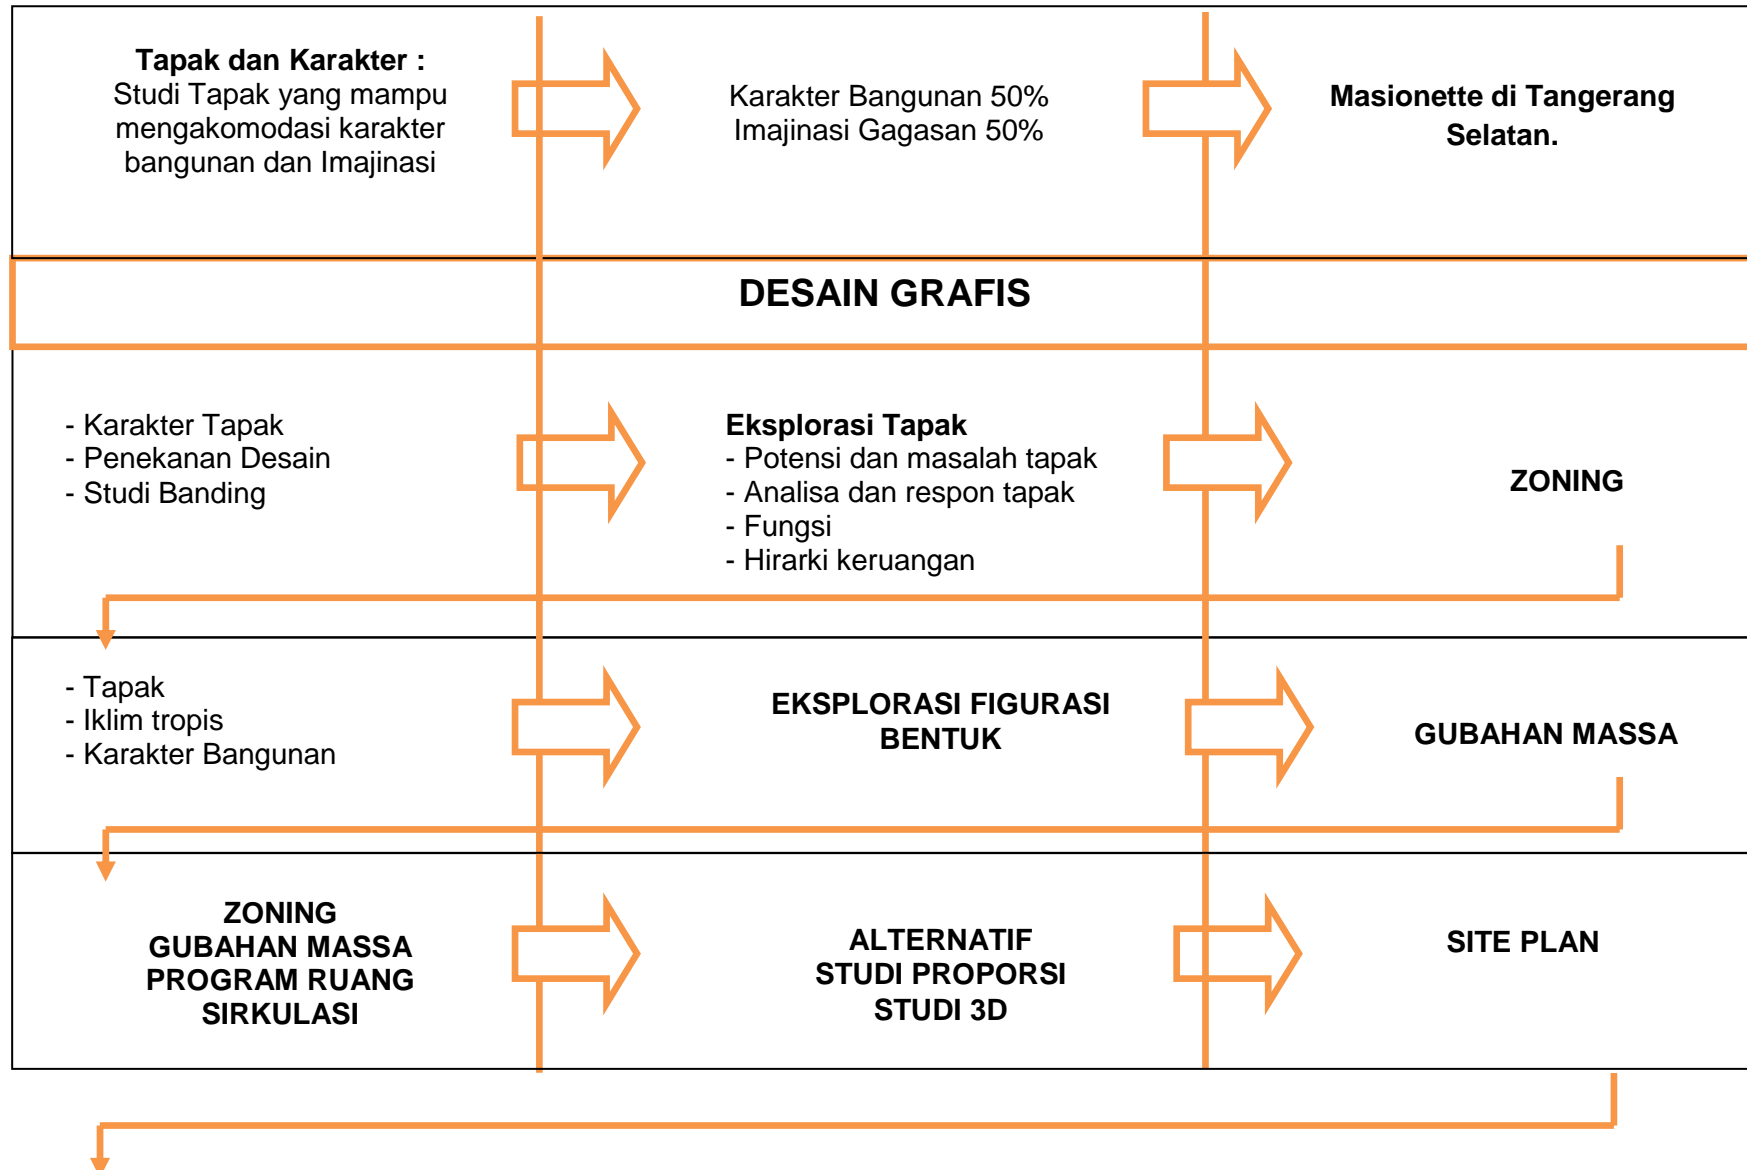 Tapak dan Karakter :
Studi Tapak yang mampu
mengakomodasi karakter
bangunan dan Imajinasi
Karakter Bangunan 50%
Imajinasi Gagasan 50%
Masionette di Tangerang
Selatan.
DESAIN GRAFIS
- Karakter Tapak
- Penekanan Desain
- Studi Banding
Eksplorasi Tapak
- Potensi dan masalah tapak
- Analisa dan respon tapak
- Fungsi
- Hirarki keruangan
ZONING
- Tapak
- Iklim tropis
- Karakter Bangunan
EKSPLORASI FIGURASI
BENTUK
GUBAHAN MASSA
ZONING
GUBAHAN MASSA
PROGRAM RUANG
SIRKULASI
ALTERNATIF
STUDI PROPORSI
STUDI 3D
SITE PLAN